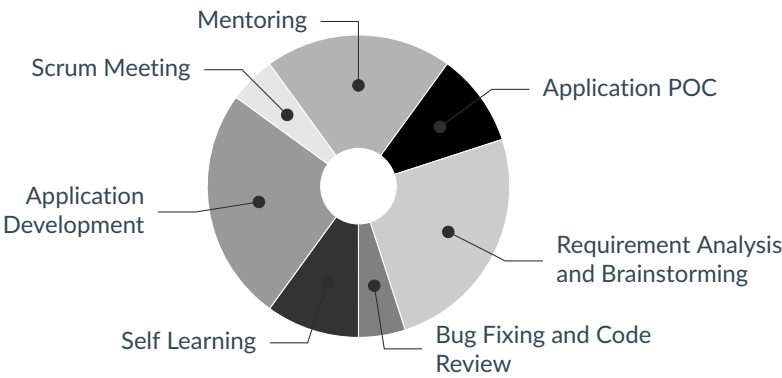 Mentoring
Scrum Meeting
Application POC
Application
Development
Requirement Analysis
and Brainstorming
Self Learning
Bug Fixing and Code
Review